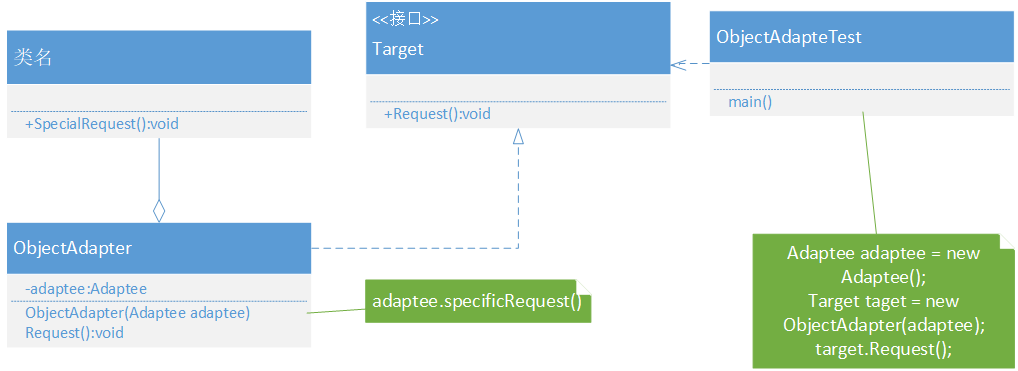 类名
+SpecialRequest():void
<<接口>>
Target
+Request():void
ObjectAdapteTest
main()
ObjectAdapter
-adaptee:Adaptee
ObjectAdapter(Adaptee adaptee)
Request():void
adaptee.specificRequest()
Adaptee adaptee = new
Adaptee();
Target taget = new
ObjectAdapter(adaptee);
target.Request();